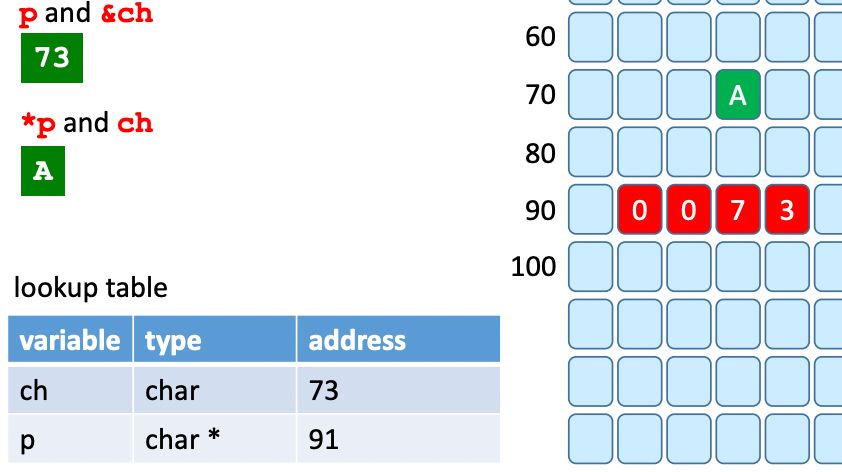 p and &ch
73
*p and ch
A
lookup table
variable type address
ch char 73
p char * 91
60
70 A
80
90 0 0 7 3
100